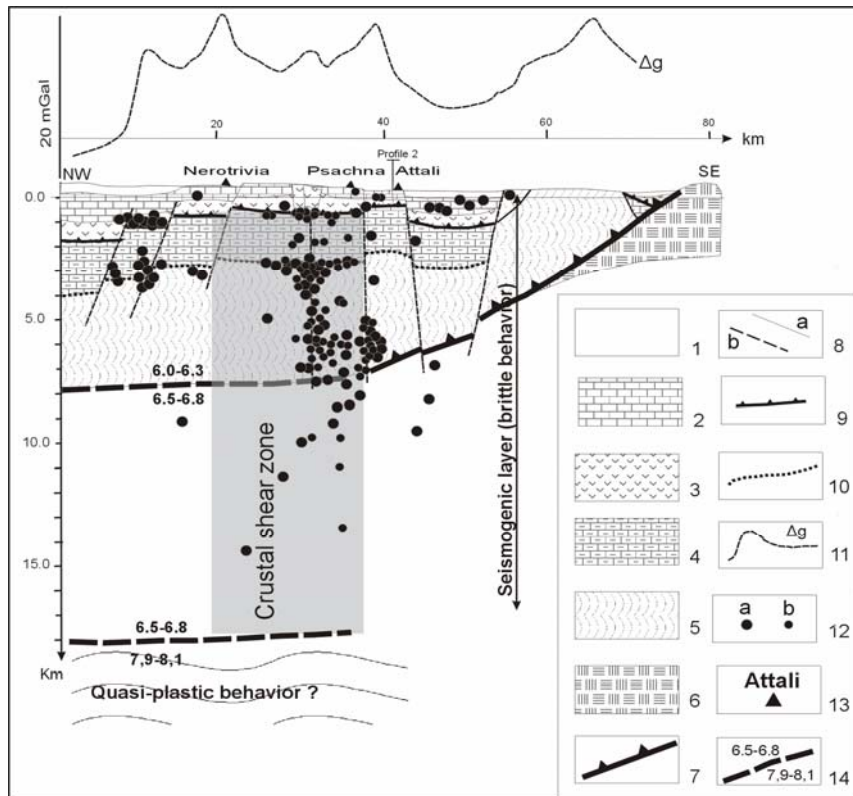 Δg
20 mGal
20 40 60 80
km
Profile 2
NW Nerotrivia Psachna Attali SE
0.0
5.0
10.0
15.0
Km
6.0-6.3
6.5-6.8
Crustal shear zone
Seismogenic layer (brittle behavior)
6.5-6.8
7,9-8,1
Quasi-plastic behavior ?
1
a
b
8
2
9
3
10
4
Δg
11
5
a b
12
6
Attali
13
7
6.5-6.8
7,9-8,1
14